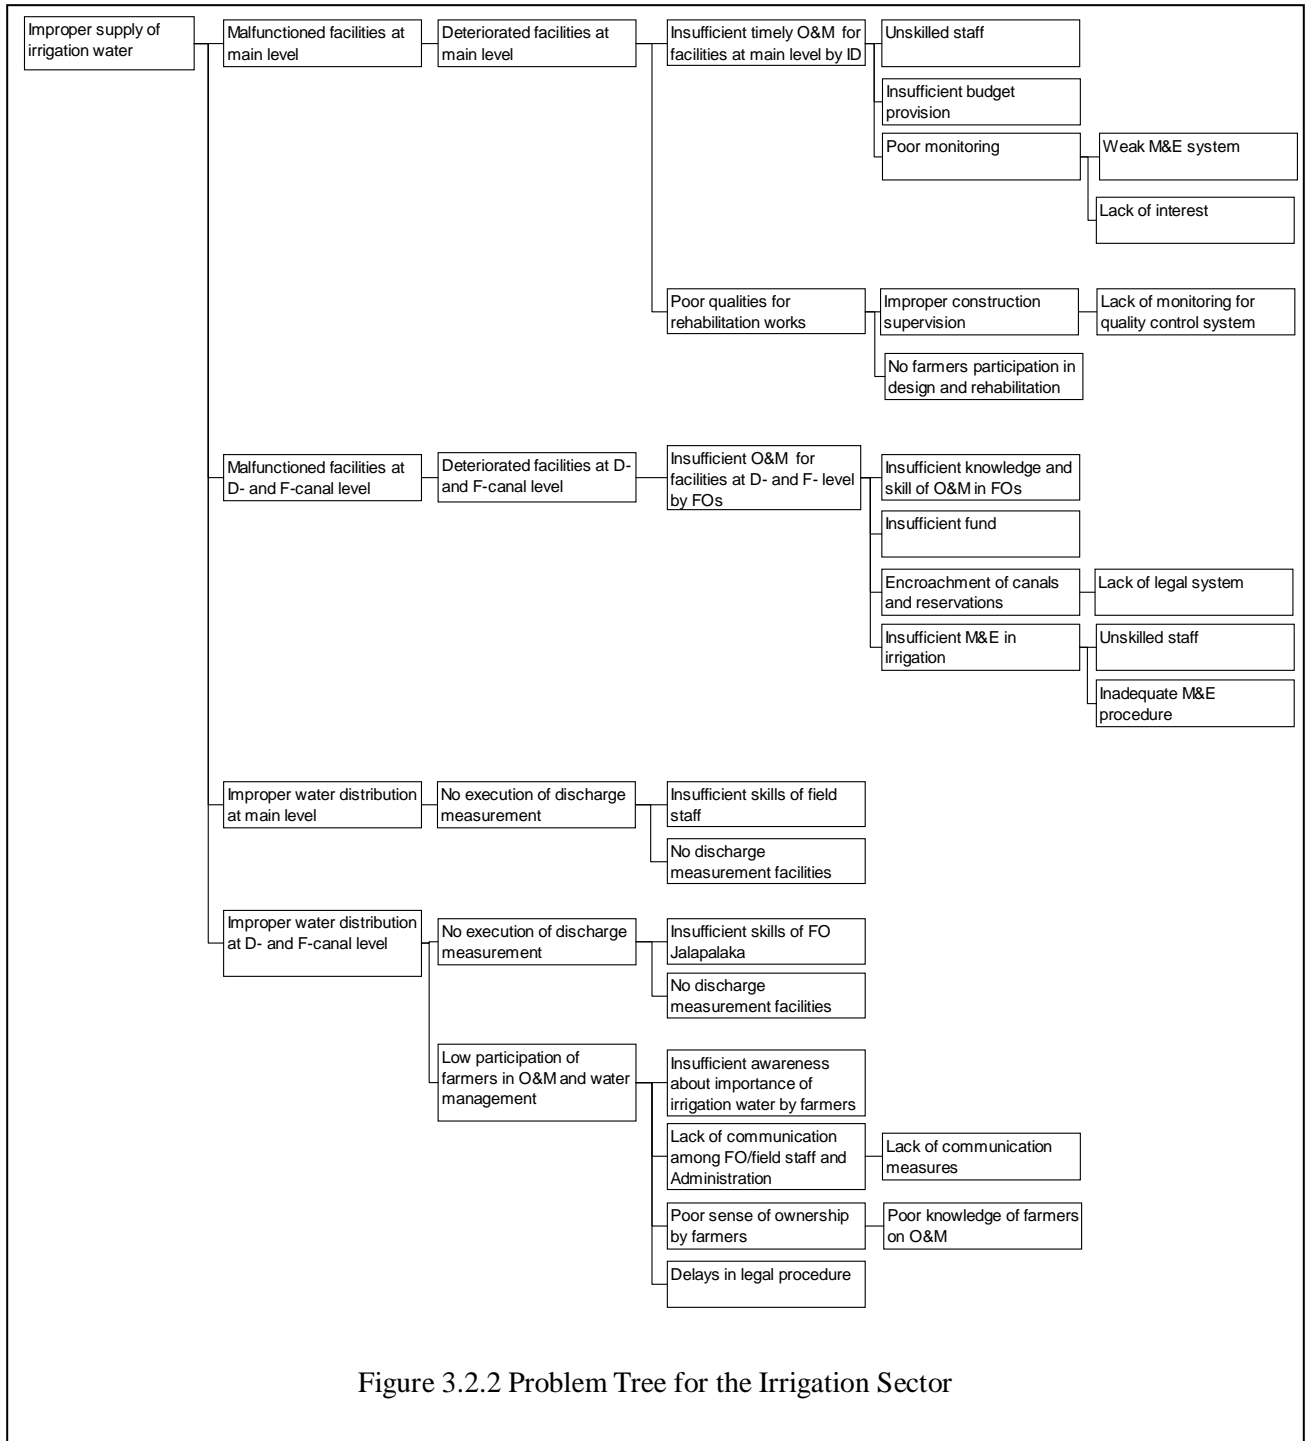 Improper supply of
irrigation water
Malfunctioned facilities at
main level
Deteriorated facilities at
main level
Insufficient timely O&M for
facilities at main level by ID
Unskilled staff
Insufficient budget
provision
Poor monitoring
Weak M&E system
Lack of interest
Poor qualities for
rehabilitation works
Improper construction
supervision
Lack of monitoring for
quality control system
No farmers participation in
design and rehabilitation
Malfunctioned facilities at
D- and F-canal level
Deteriorated facilities at D-
and F-canal level
Insufficient O&M for
facilities at D- and F- level
by FOs
Insufficient knowledge and
skill of O&M in FOs
Insufficient fund
Encroachment of canals
and reservations
Lack of legal system
Insufficient M&E in
irrigation
Unskilled staff
Inadequate M&E
procedure
Improper water distribution
at main level
No execution of discharge
measurement
Insufficient skills of field
staff
No discharge
measurement facilities
Improper water distribution
at D- and F-canal level
No execution of discharge
measurement
Insufficient skills of FO
Jalapalaka
No discharge
measurement facilities
Low participation of
farmers in O&M and water
management
Insufficient awareness
about importance of
irrigation water by farmers
Lack of communication
among FO/field staff and
Administration
Lack of communication
measures
Poor sense of ownership
by farmers
Poor knowledge of farmers
on O&M
Delays in legal procedure
Figure 3.2.2 Problem Tree for the Irrigation Sector